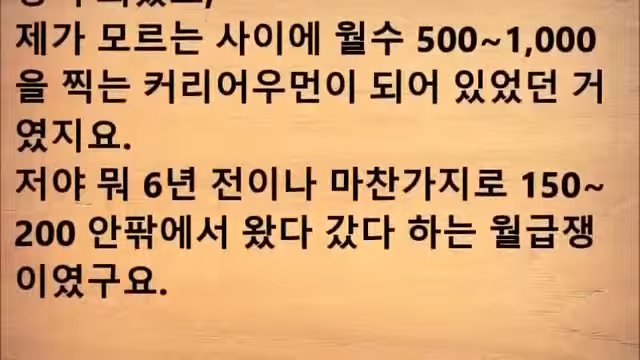 제가 모르는 사이에 월수 500~1,000
을 찍는 커리어우먼이 되어 있었던 거
였지요.
저야 뭐 6년 전이나 마찬가지로 150~
200 안팎에서 왔다 갔다 하는 월급쟁
이였구요.